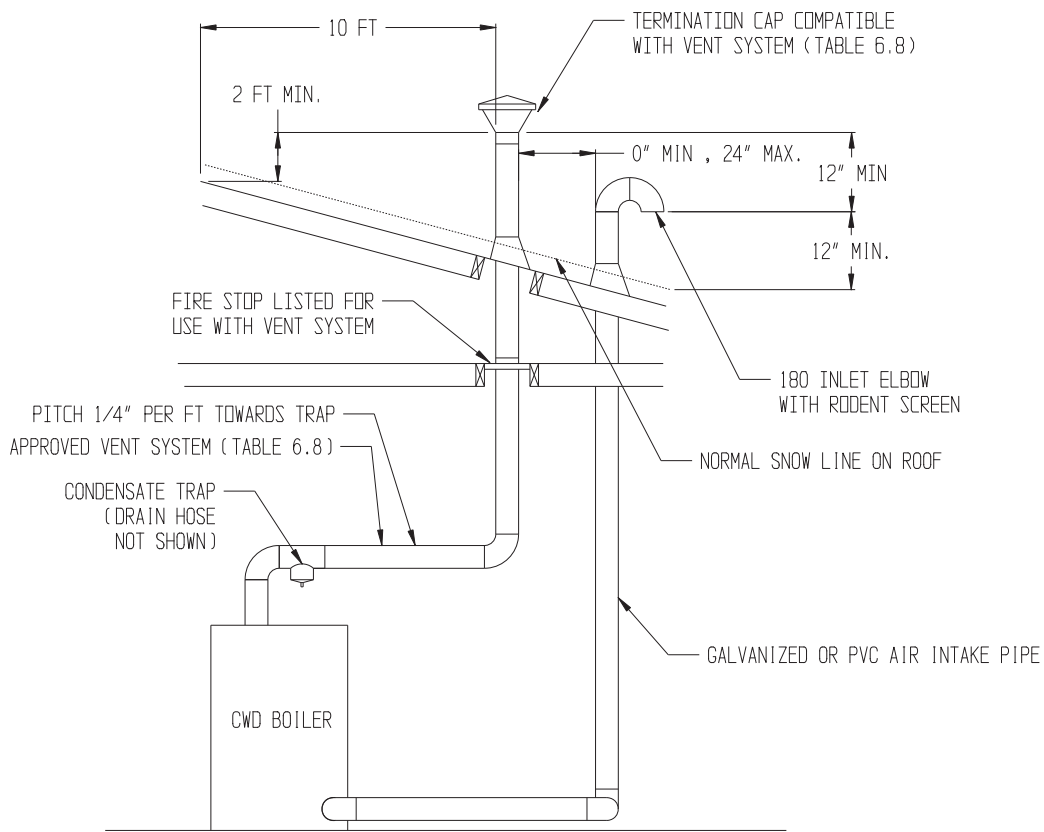 10 FT
TERMINATION CAP COMPATIBLE
WITH VENT SYSTEM (TABLE 6.8)
2 FT MIN.
0" MIN , 24" MAX.
12" MIN
12" MIN.
FIRE STOP LISTED FOR
USE WITH VENT SYSTEM
180 INLET ELBOW
WITH RODENT SCREEN
PITCH 1/4" PER FT TOWARDS TRAP
APPROVED VENT SYSTEM (TABLE 6.8)
NORMAL SNOW LINE ON ROOF
CONDENSATE TRAP
(DRAIN HOSE
NOT SHOWN)
GALVANIZED OR PVC AIR INTAKE PIPE
CWD BOILER